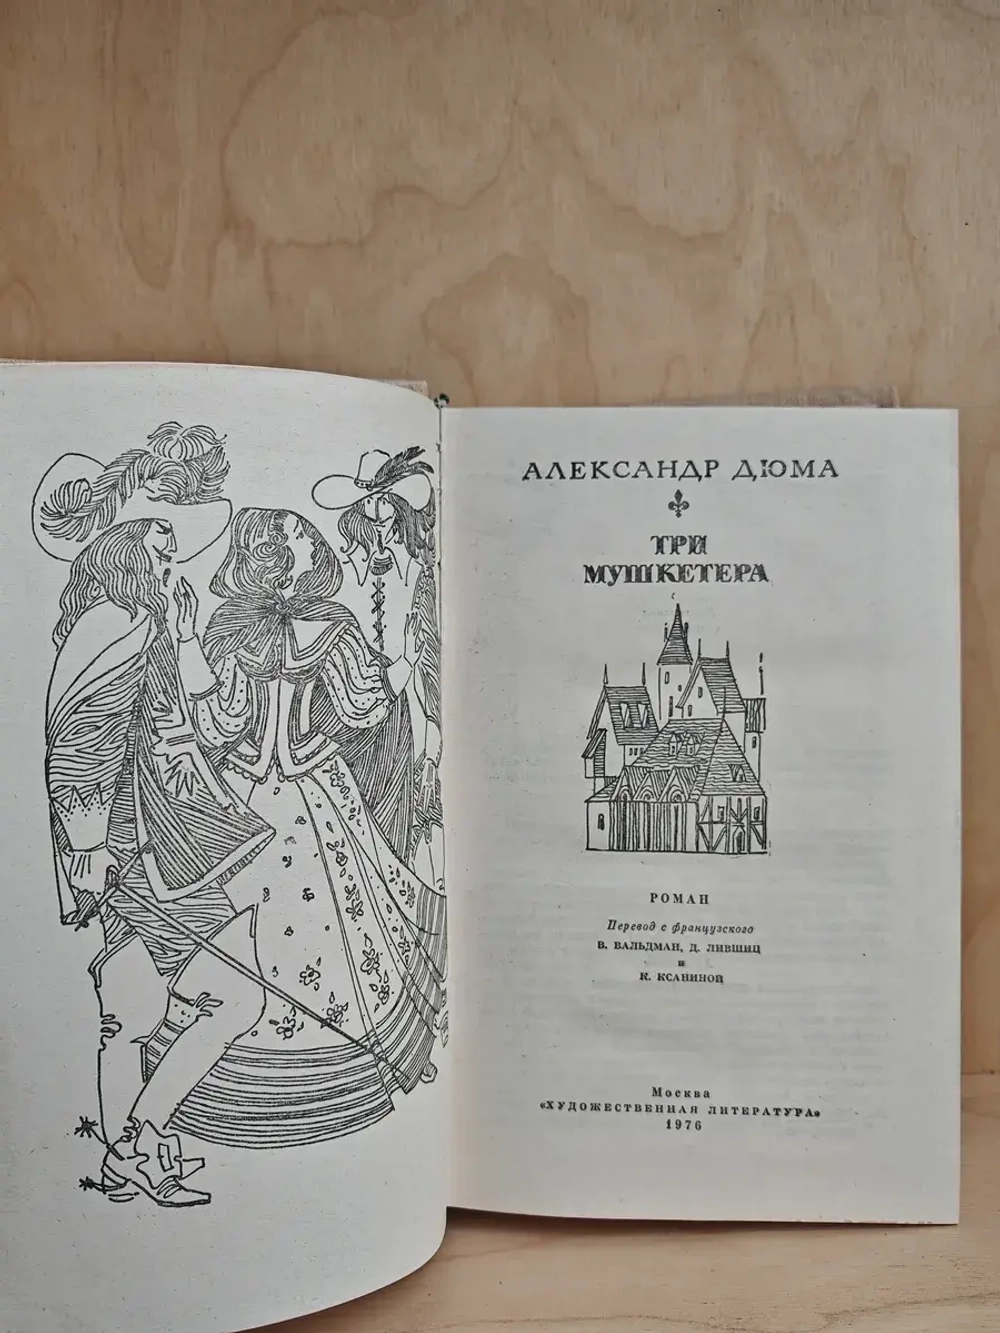 АЛЕКСАНДР ДЮМА
ТРИ
МУШКЕТЕРА
РОМАН
Перевод с французского
В. ВАЛЬДМАН, Д. ЛИВШИЦ
и
К. КСАНИНОЙ
Москва
«ХУДОЖЕСТВЕННАЯ ЛИТЕРАТУРА»
1976